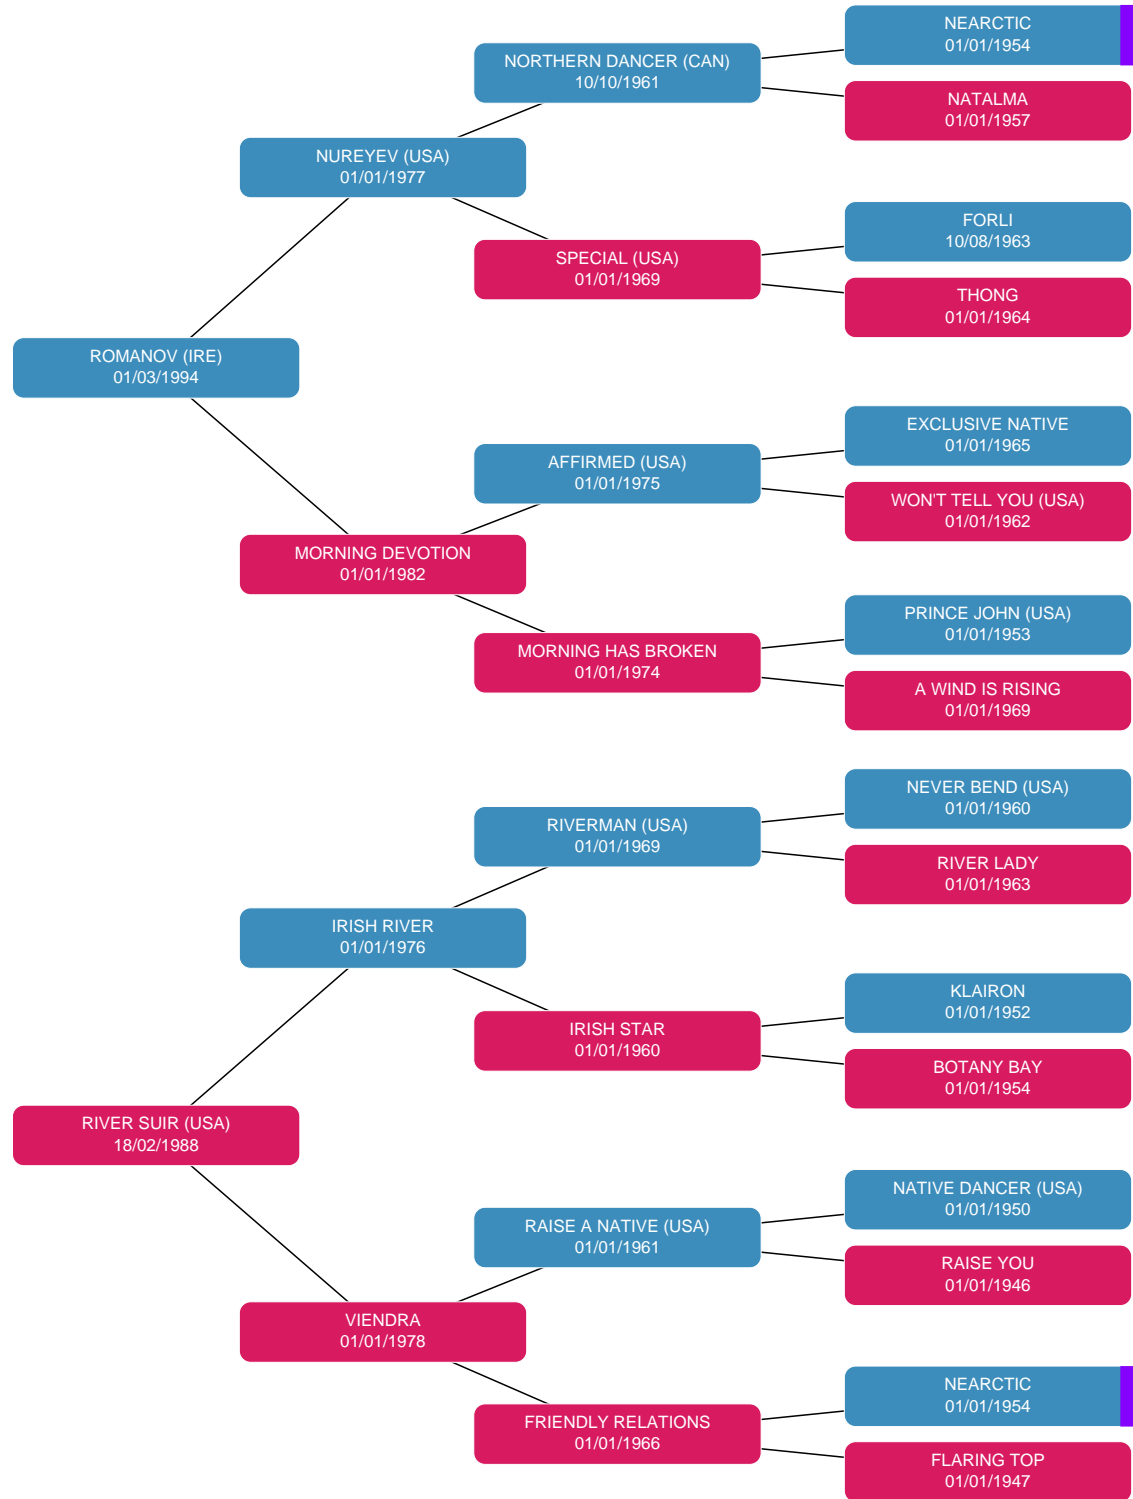 NEARCTIC
01/01/1954
NORTHERN DANCER (CAN)
10/10/1961
NATALMA
01/01/1957
NUREYEV (USA)
01/01/1977
FORLI
10/08/1963
SPECIAL (USA)
01/01/1969
THONG
01/01/1964
ROMANOV (IRE)
01/03/1994
EXCLUSIVE NATIVE
01/01/1965
AFFIRMED (USA)
01/01/1975
WON'T TELL YOU (USA)
01/01/1962
MORNING DEVOTION
01/01/1982
PRINCE JOHN (USA)
01/01/1953
MORNING HAS BROKEN
01/01/1974
A WIND IS RISING
01/01/1969
NEVER BEND (USA)
01/01/1960
RIVERMAN (USA)
01/01/1969
RIVER LADY
01/01/1963
IRISH RIVER
01/01/1976
KLAIRON
01/01/1952
IRISH STAR
01/01/1960
BOTANY BAY
01/01/1954
RIVER SUIR (USA)
18/02/1988
NATIVE DANCER (USA)
01/01/1950
RAISE A NATIVE (USA)
01/01/1961
RAISE YOU
01/01/1946
VIENDRA
01/01/1978
NEARCTIC
01/01/1954
FRIENDLY RELATIONS
01/01/1966
FLARING TOP
01/01/1947